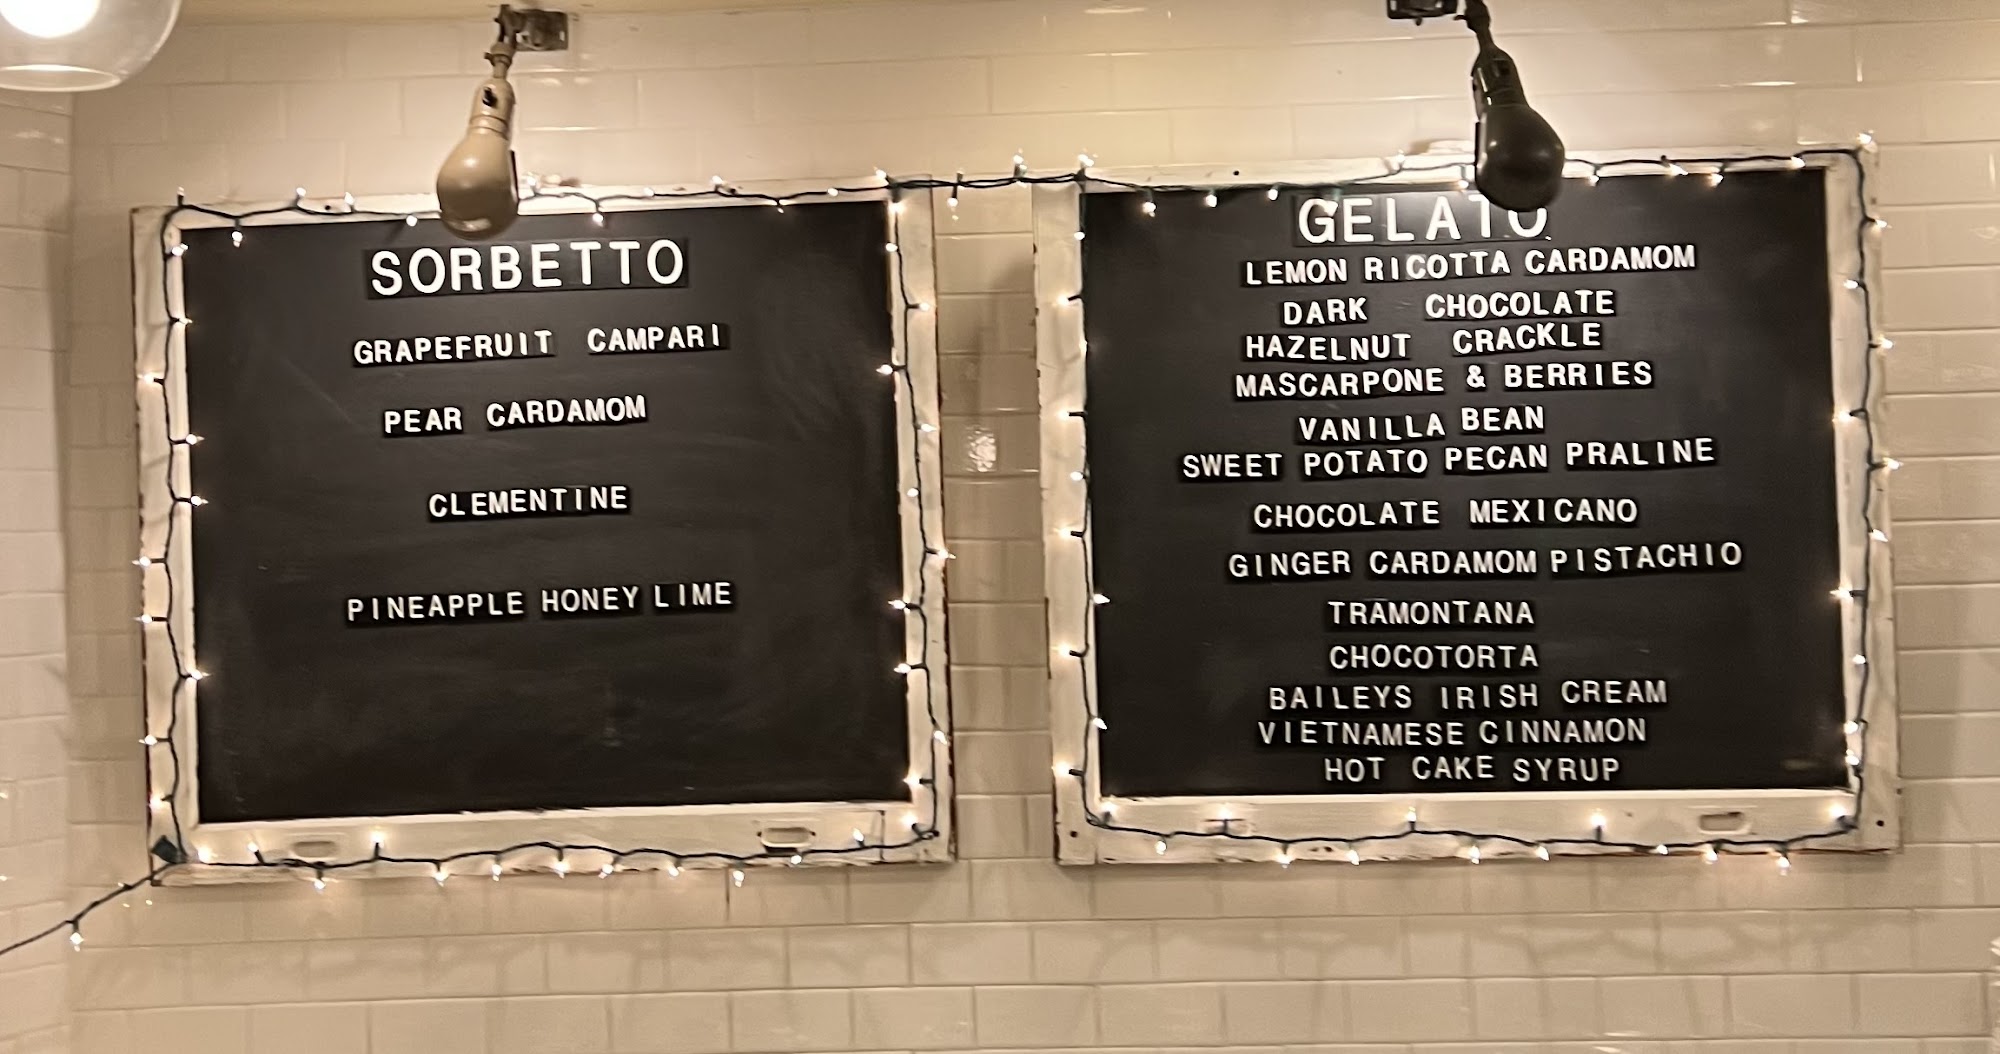 SORBETTO
GRAPEFRUIT CAMPARI
PEAR CARDAMOM
CLEMENTINE
PINEAPPLE HONEY LIME
GELATO
LEMON RICOTTA CARDAMOM
DARK CHOCOLATE
HAZELNUT CRACKLE
MASCARPONE & BERRIES
VANILLA BEAN
SWEET POTATO PECAN PRALINE
CHOCOLATE MEXICANO
GINGER CARDAMOM PISTACHIO
TRAMONTANA
CHOCOTORTA
BAILEYS IRISH CREAM
VIETNAMESE CINNAMON
HOT CAKE SYRUP